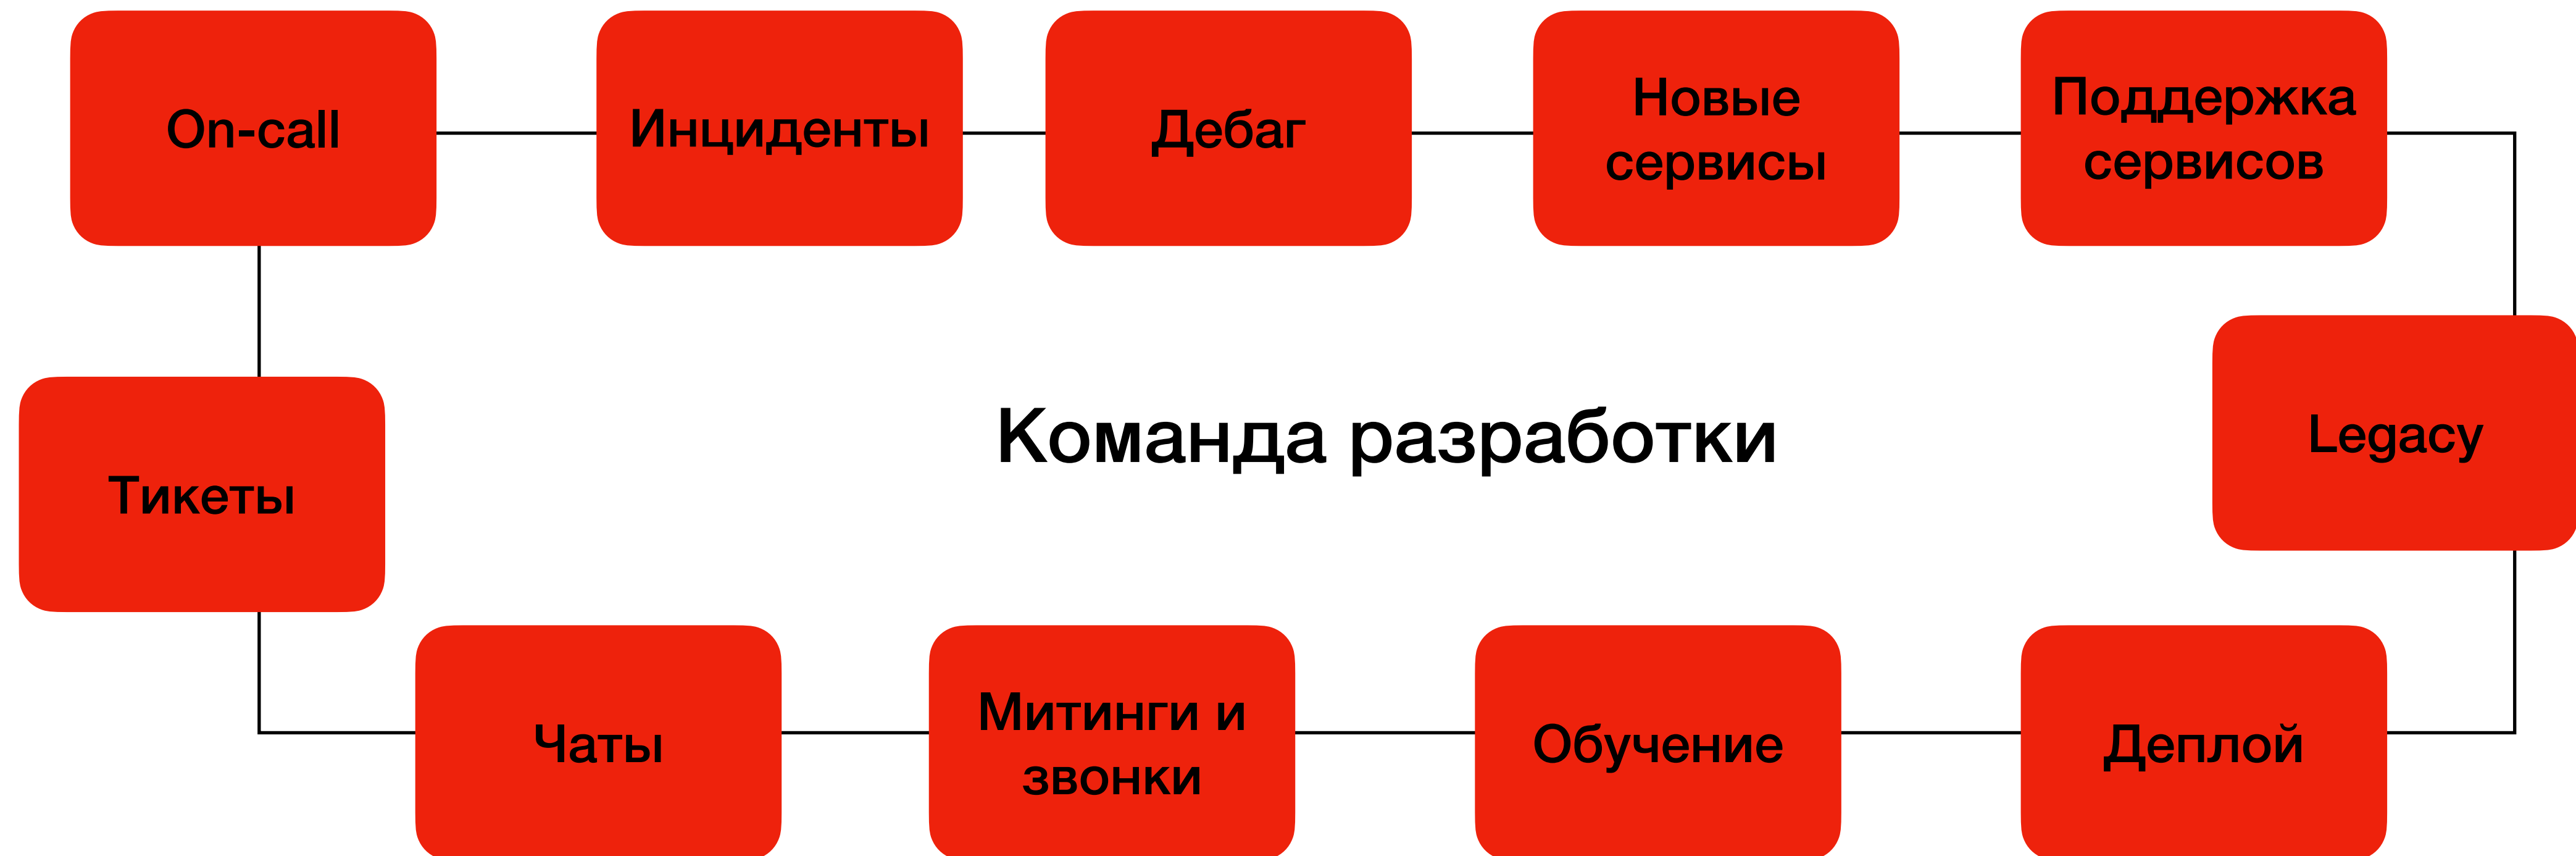 On-call
Инциденты
Дебаг
Новые
сервисы
Поддержка
сервисов
Команда разработки
Legacy
Тикеты
Чаты
Митинги и
звонки
Обучение
Деплой